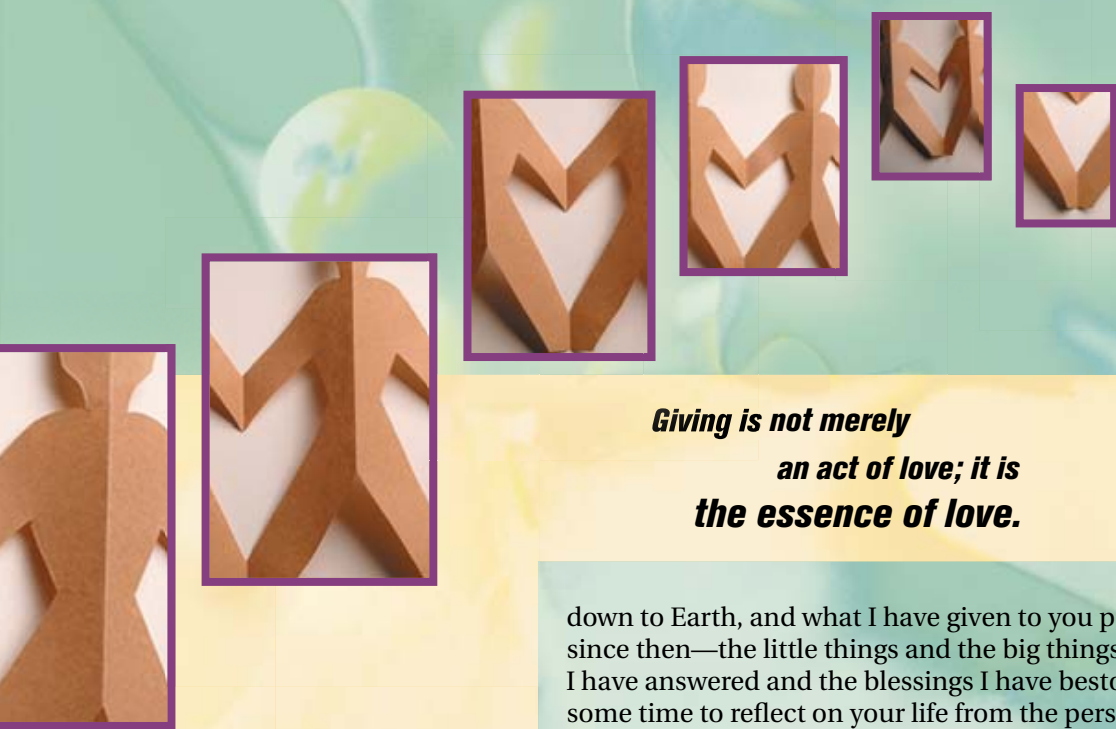 Giving is not merely
an act of love; it is
the essence of love.
down to Earth, and what I have given to you
since then—the little things and the big things
I have answered and the blessings I have
some time to reflect on your life from the